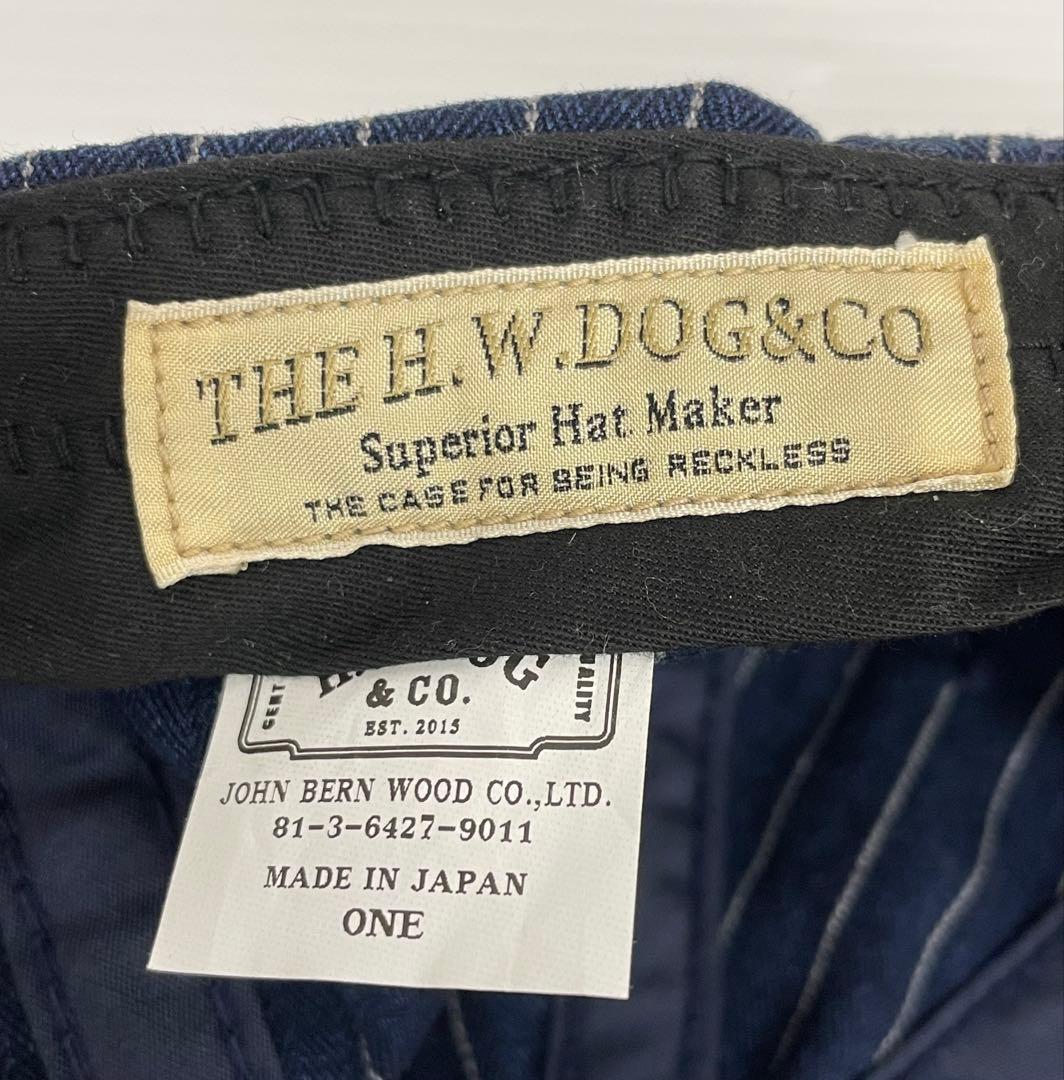 THE H.W.DOG&CO
Superior Hat Maker
THE CASE FOR BEING RECKLESS
& CO.
EST. 2015
JOHN BERN WOOD CO.,LTD.
81-3-6427-9011
MADE IN JAPAN
ONE